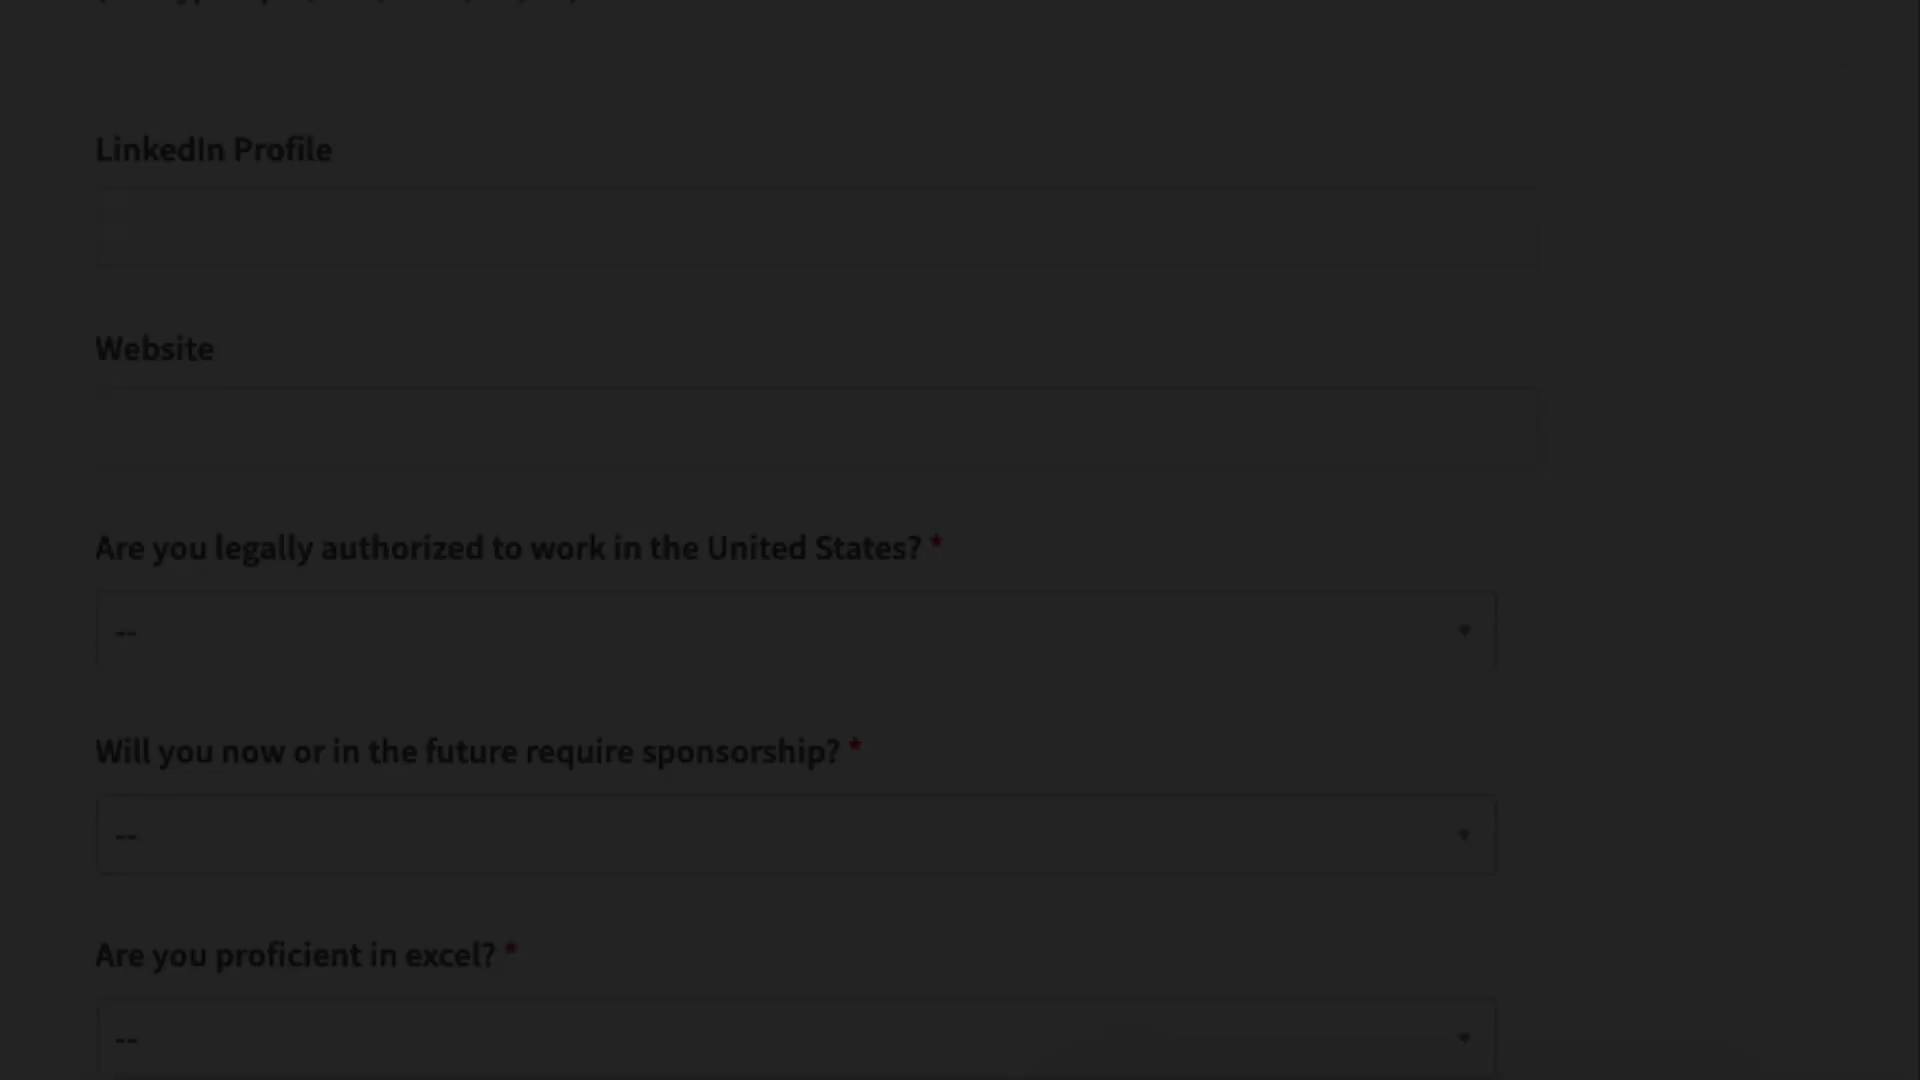 LinkedIn Profile
Website
Are you legally authorized to work in the United States? *
--
Will you now or in the future require sponsorship? *
--
Are you proficient in excel? *
--